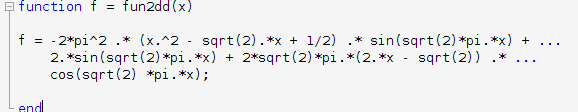 function f = fun2dd(x)
f = -2*pi^2 .* (x.^2 - sqrt(2).*x + 1/2) .* sin(sqrt(2)*pi.*x) + ...
2.*sin(sqrt(2)*pi.*x) + 2*sqrt(2)*pi.*(2.*x - sqrt(2)) .* ...
cos(sqrt(2) *pi.*x);
end